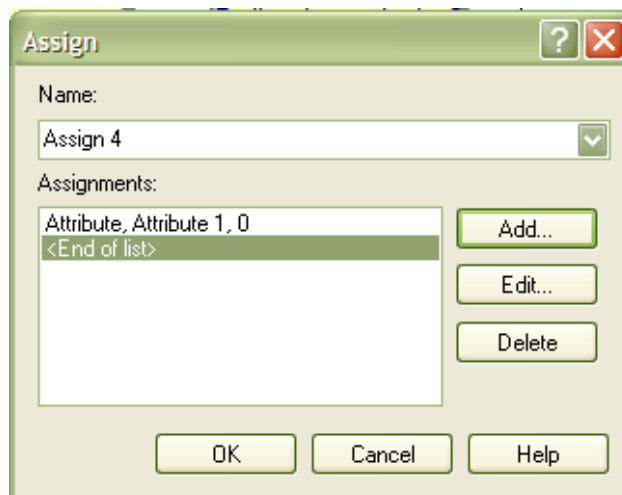 Assign
Name:
Assign 4
Assignments:
Attribute, Attribute 1, 0
<End of list>
Add...
Edit...
Delete
OK Cancel Help